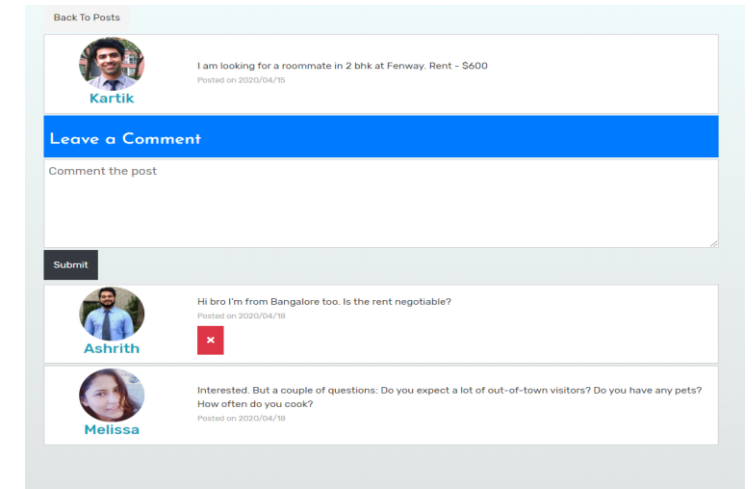 Back To Posts
I am looking for a roommate in 2 bhk at Fenway. Rent - $600
Posted on 2020/04/15
Kartik
Leave a Comment
Comment the post
Submit
Hi bro I'm from Bangalore too. Is the rent negotiable?
Posted on 2020/04/18
Ashrith
Interested. But a couple of questions: Do you expect a lot of out-of-town visitors? Do you have any pets?
How often do you cook?
Posted on 2020/04/18
Melissa